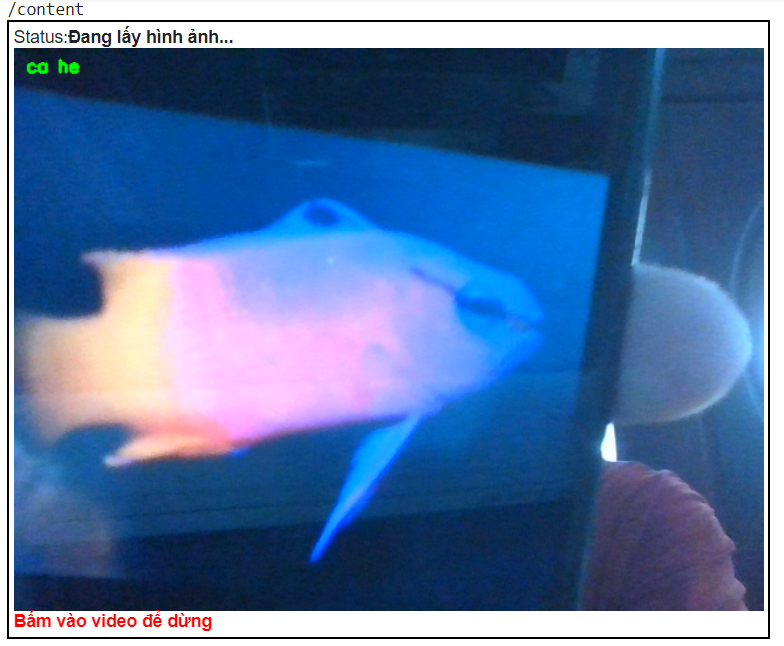 /content
Status:Đang lấy hình ảnh...
ca he
Bấm vào video để dừng